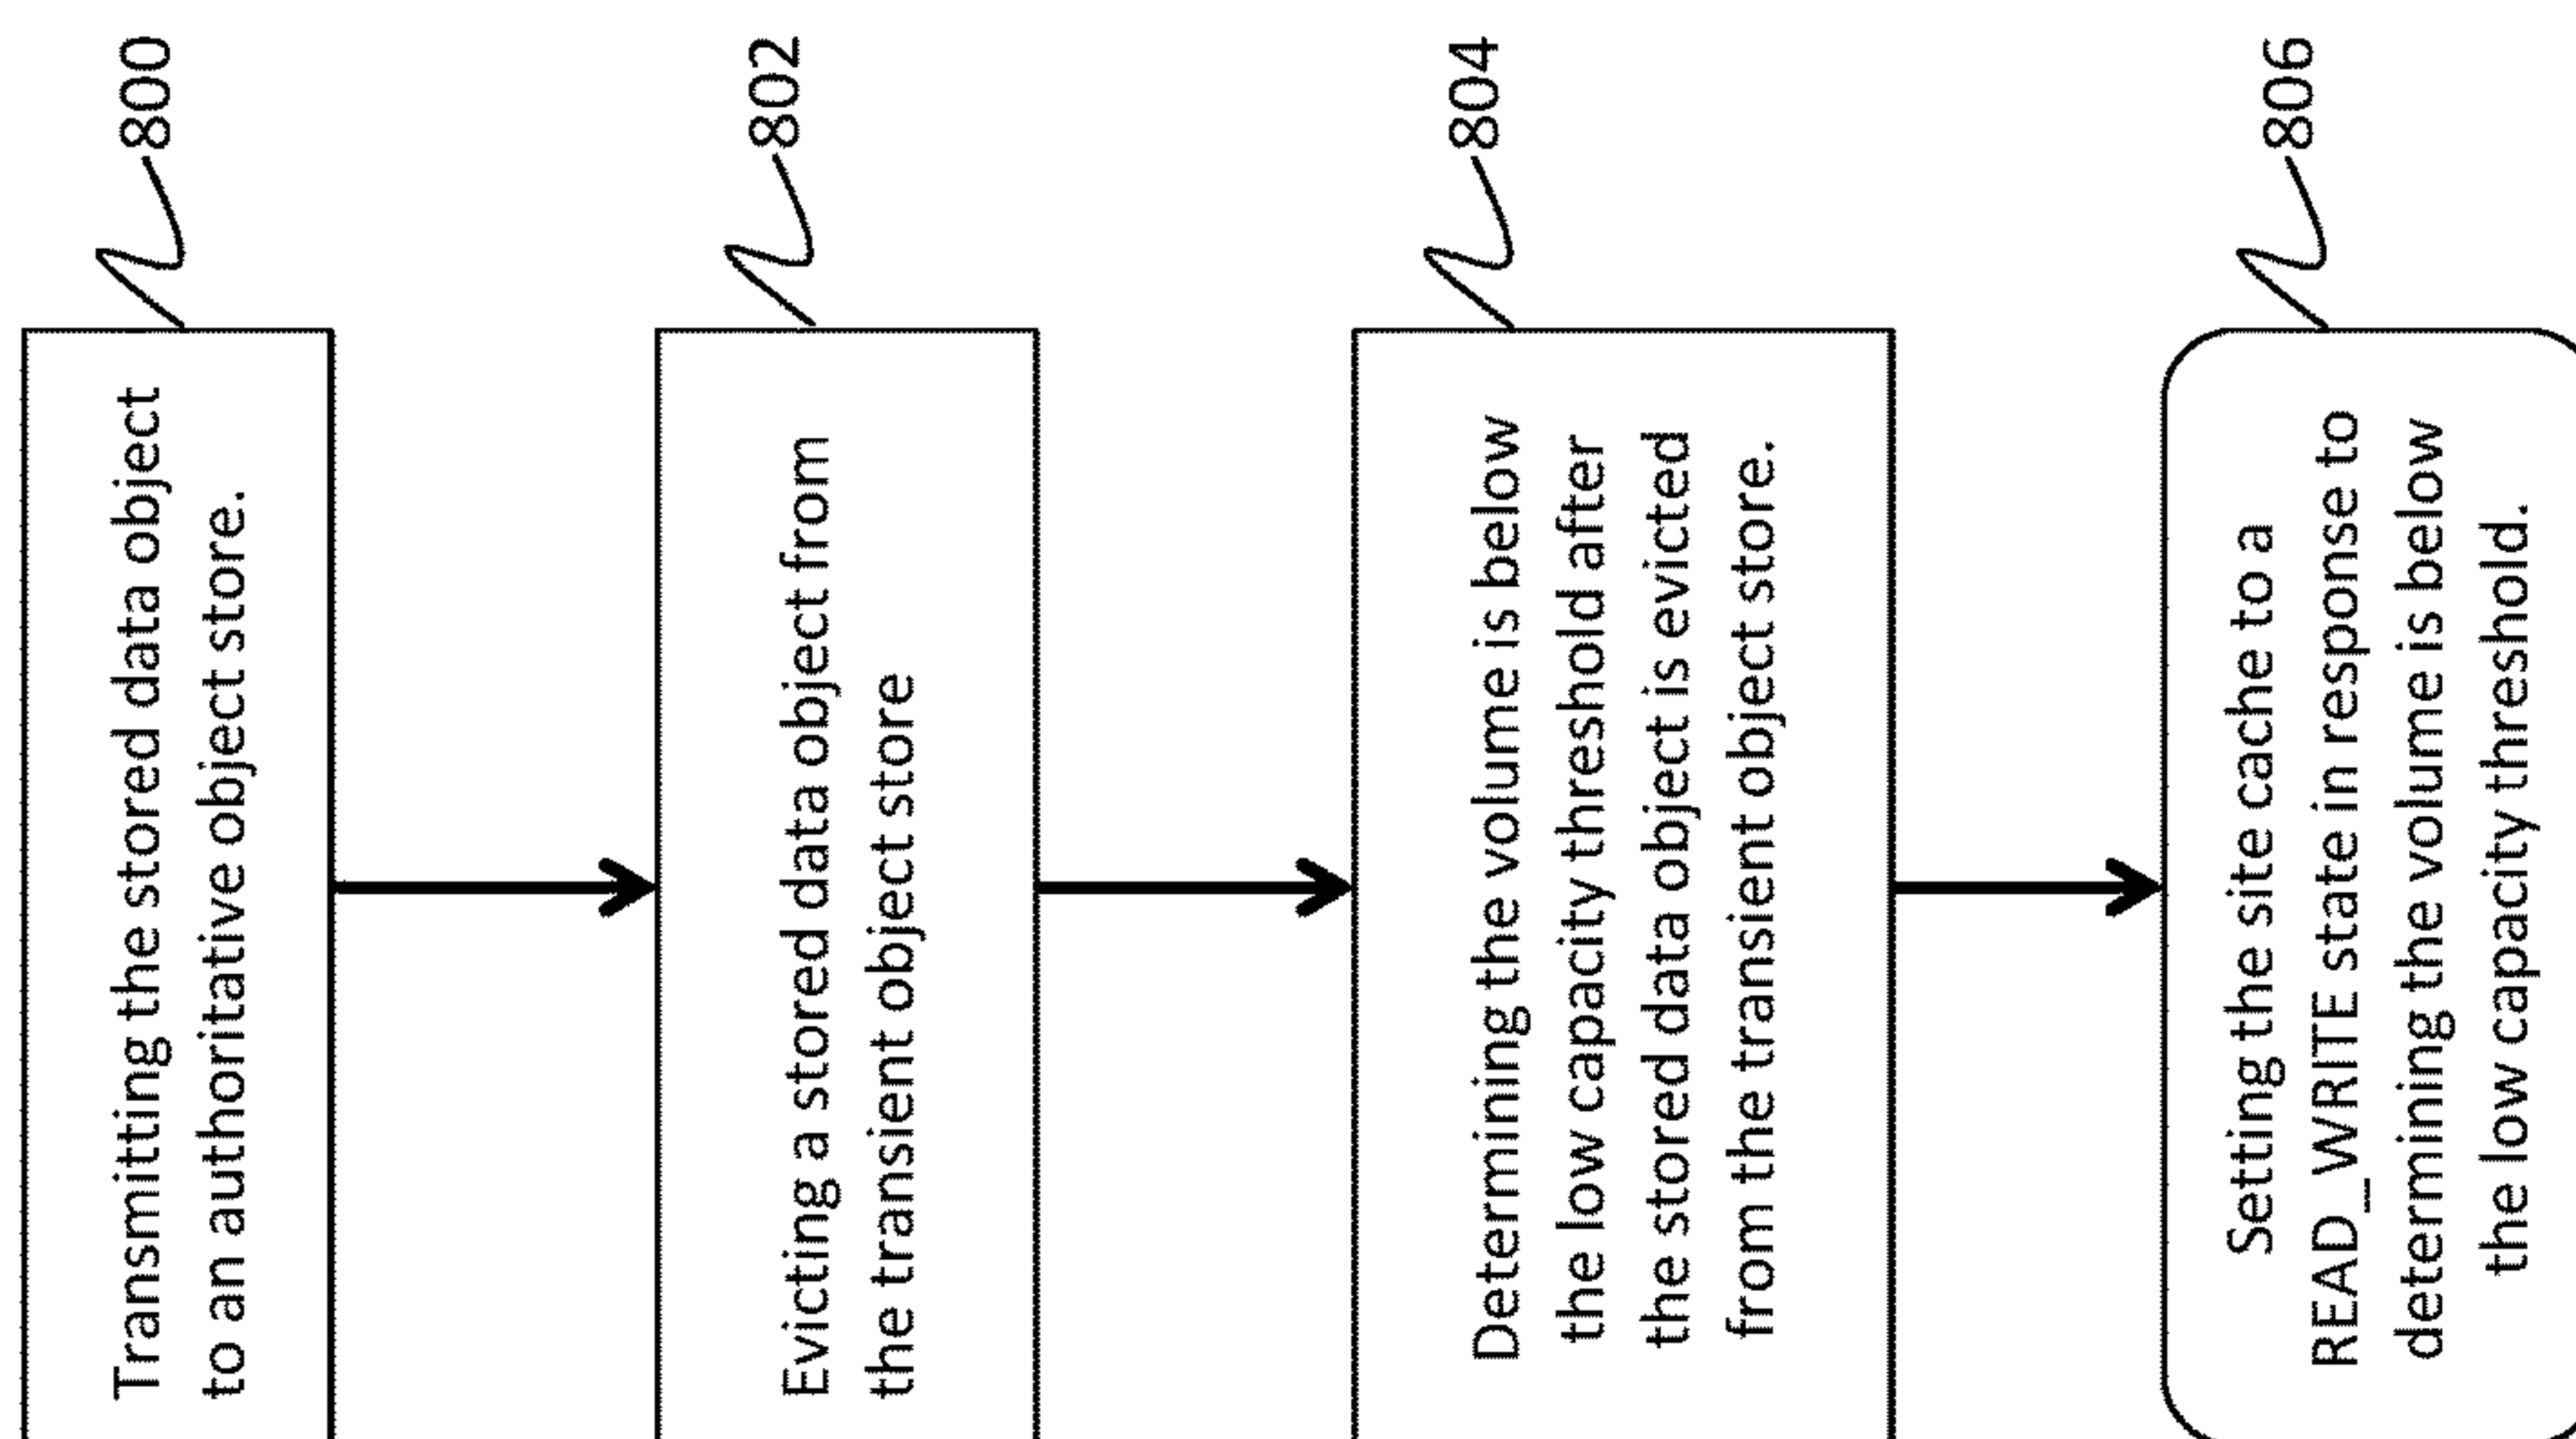 Transmitting the stored data object
to an authoritative object store.
800
Evicting a stored data object from
the transient object store
802
Determining the volume is below
the low capacity threshold after
the stored data object is evicted
from the transient object store.
804
Setting the site cache to a
READ_WRITE state in response to
determining the volume is below
the low capacity threshold.
806